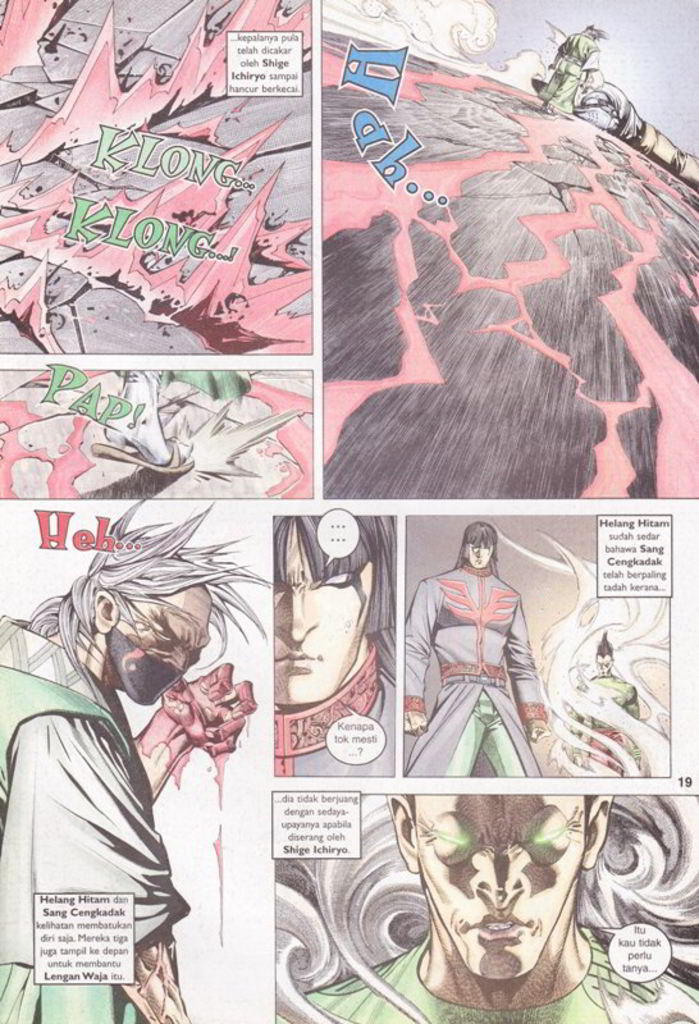 ...kepalanya pula
telah dicakar
oleh Shige
Ichiryo sampai
hancur berkecai.
KLONG...
KLONG...!
Hph...
PAP!
Heh...
Helang Hitam dan
Sang Cengkadak
kelihatan membatukan
diri saja. Mereka tiga
juga tampil ke depan
untuk membantu
Lengan Waja itu.
...
...
Kenapa
tok mesti
...?
Helang Hitam
sudah sedar
bahawa Sang
Cengkadak
telah berpaling
tadah kerana...
19
...dia tidak berjuang
dengan sedaya-
upayanya apabila
diserang oleh
Shige Ichiryo.
Itu
kau tidak
perlu
tanya...